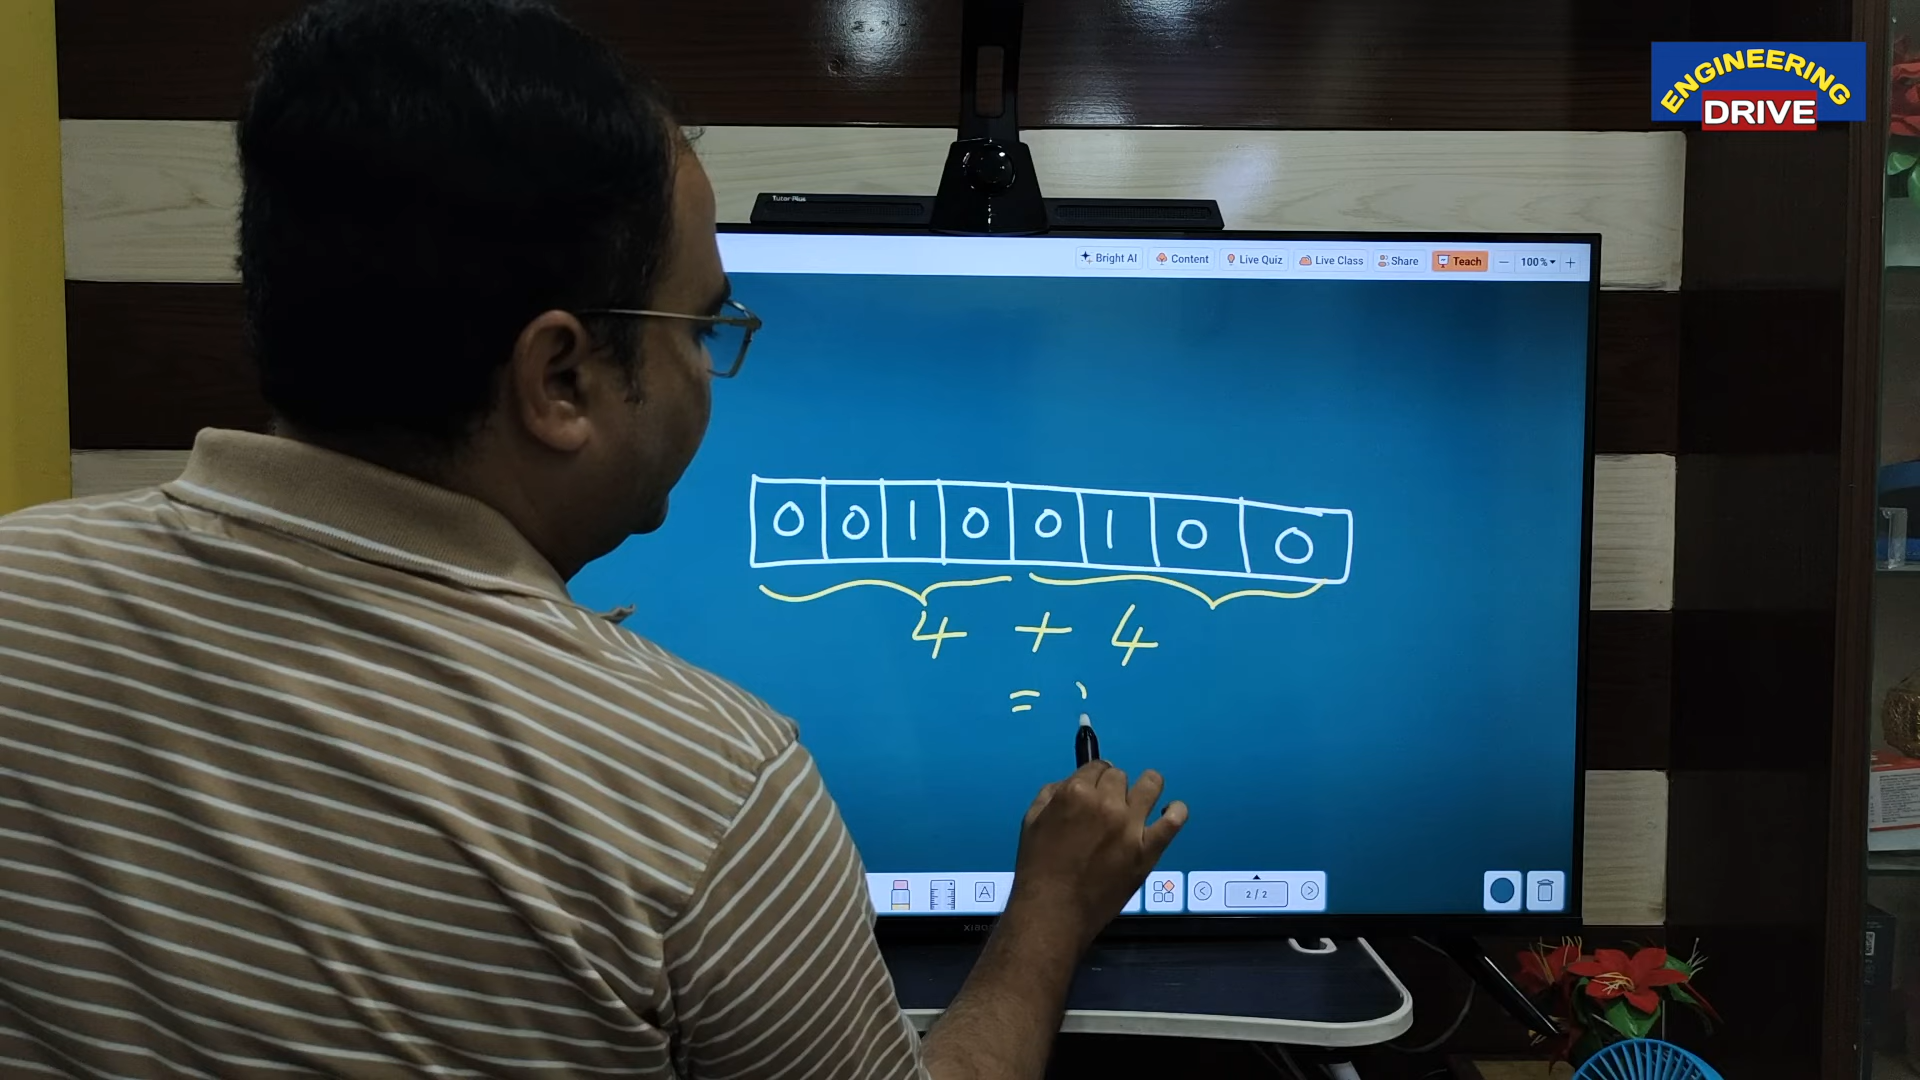 ENGINEERING
DRIVE
Tutor Plus
Bright AI Content Live Quiz Live Class Share Teach — 100% +
0 0 1 0 0 1 0 0
4 + 4
=
A 2 / 2